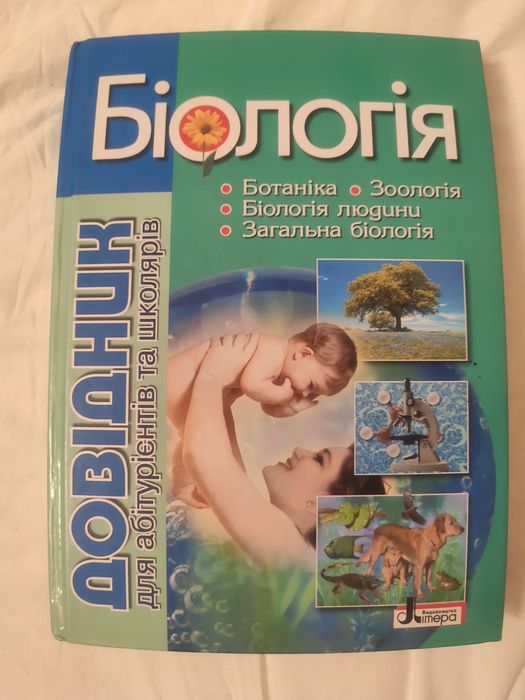 Біологія
• Ботаніка • Зоологія
• Біологія людини
• Загальна біологія
ДОВІДНИК
для абітурієнтів та школярів
Видавництво
Літера